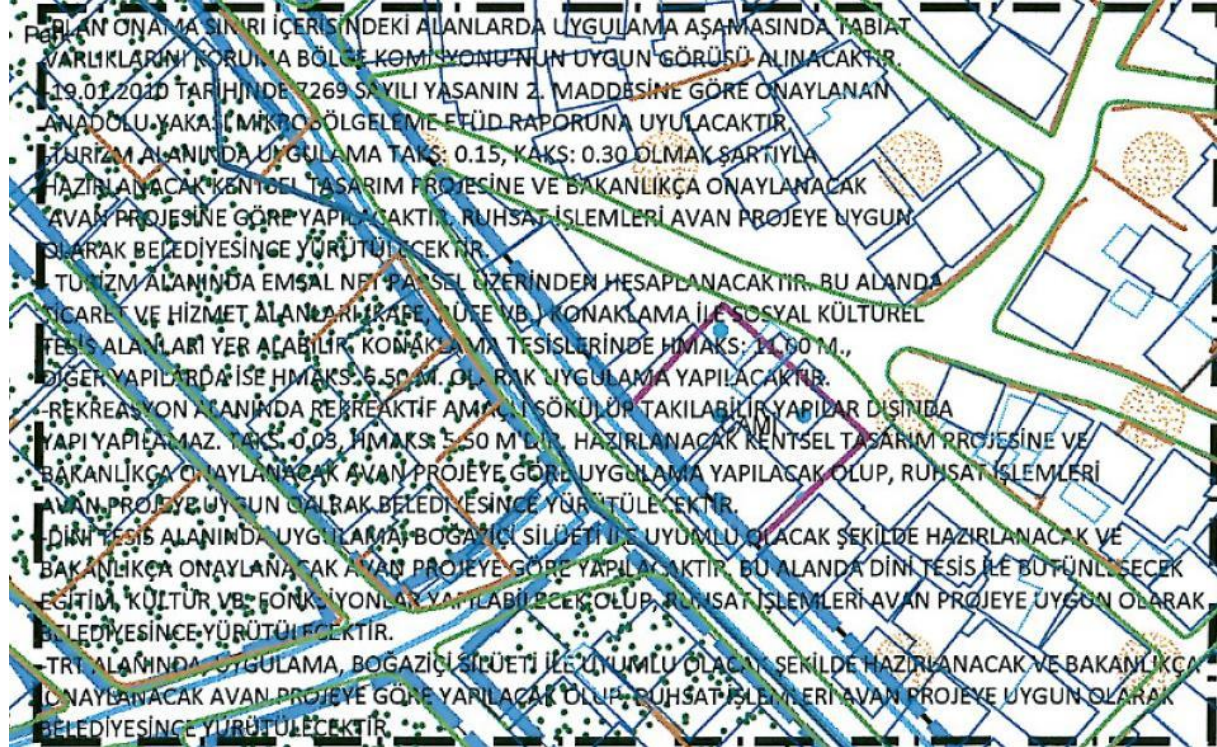 -PLAN ONAMA SINIRI İÇERİSİNDEKİ ALANLARDA UYGULAMA AŞAMASINDA TABİAT
VARLIKLARINI KORUMA BÖLGE KOMİSYONU'NUN UYGUN GÖRÜŞÜ ALINACAKTIR.
-19.01.2010 TARİHİNDE 7269 SAYILI YASANIN 2. MADDESİNE GÖRE ONAYLANAN
ANADOLU YAKASI MİKROBÖLGELEME ETÜD RAPORUNA UYULACAKTIR.
-TURİZM ALANINDA UYGULAMA TAKS: 0.15, KAKS: 0.30 OLMAK ŞARTIYLA
HAZIRLANACAK KENTSEL TASARIM PROJESİNE VE BAKANLIKÇA ONAYLANACAK
AVAN PROJESİNE GÖRE YAPILACAKTIR. RUHSAT İŞLEMLERİ AVAN PROJEYE UYGUN
OLARAK BELEDİYESİNCE YÜRÜTÜLECEKTİR.
- TURİZM ALANINDA EMSAL NET PARSEL ÜZERİNDEN HESAPLANACAKTIR. BU ALANDA
TİCARET VE HİZMET ALANLARI (KAFE, BÜFE VB.) KONAKLAMA İLE SOSYAL KÜLTÜREL
TESİS ALANLARI YER ALABİLİR. KONAKLAMA TESİSLERİNDE HMAKS: 11.00 M.,
DİĞER YAPILARDA İSE HMAKS: 5.50 M. OLARAK UYGULAMA YAPILACAKTIR.
-REKREASYON ALANINDA REKREAKTİF AMAÇLI SÖKÜLÜP TAKILABİLİR YAPILAR DIŞINDA
YAPI YAPILAMAZ. TAKS: 0.03, HMAKS: 5.50 M'DİR. HAZIRLANACAK KENTSEL TASARIM PROJESİNE VE
CAMİ
BAKANLIKÇA ONAYLANACAK AVAN PROJEYE GÖRE UYGULAMA YAPILACAK OLUP, RUHSAT İŞLEMLERİ
AVAN PROJEYE UYGUN OALRAK BELEDİYESİNCE YÜRÜTÜLECEKTİR.
-DİNİ TESİS ALANINDA UYGULAMA, BOĞAZİÇİ SİLÜETİ İLE UYUMLU OLACAK ŞEKİLDE HAZIRLANACAK VE
BAKANLIKÇA ONAYLANACAK AVAN PROJEYE GÖRE YAPILACAKTIR. BU ALANDA DİNİ TESİS İLE BÜTÜNLEŞECEK
EĞİTİM, KÜLTÜR VB. FONKSİYONLAR YAPILABİLECEK OLUP, RUHSAT İŞLEMLERİ AVAN PROJEYE UYGUN OLARAK
BELEDİYESİNCE YÜRÜTÜLECEKTİR.
-TRT ALANINDA UYGULAMA, BOĞAZİÇİ SİLÜETİ İLE UYUMLU OLACAK ŞEKİLDE HAZIRLANACAK VE BAKANLIKÇA
ONAYLANACAK AVAN PROJEYE GÖRE YAPILACAK OLUP, RUHSAT İŞLEMLERİ AVAN PROJEYE UYGUN OLARAK
BELEDİYESİNCE YÜRÜTÜLECEKTİR.